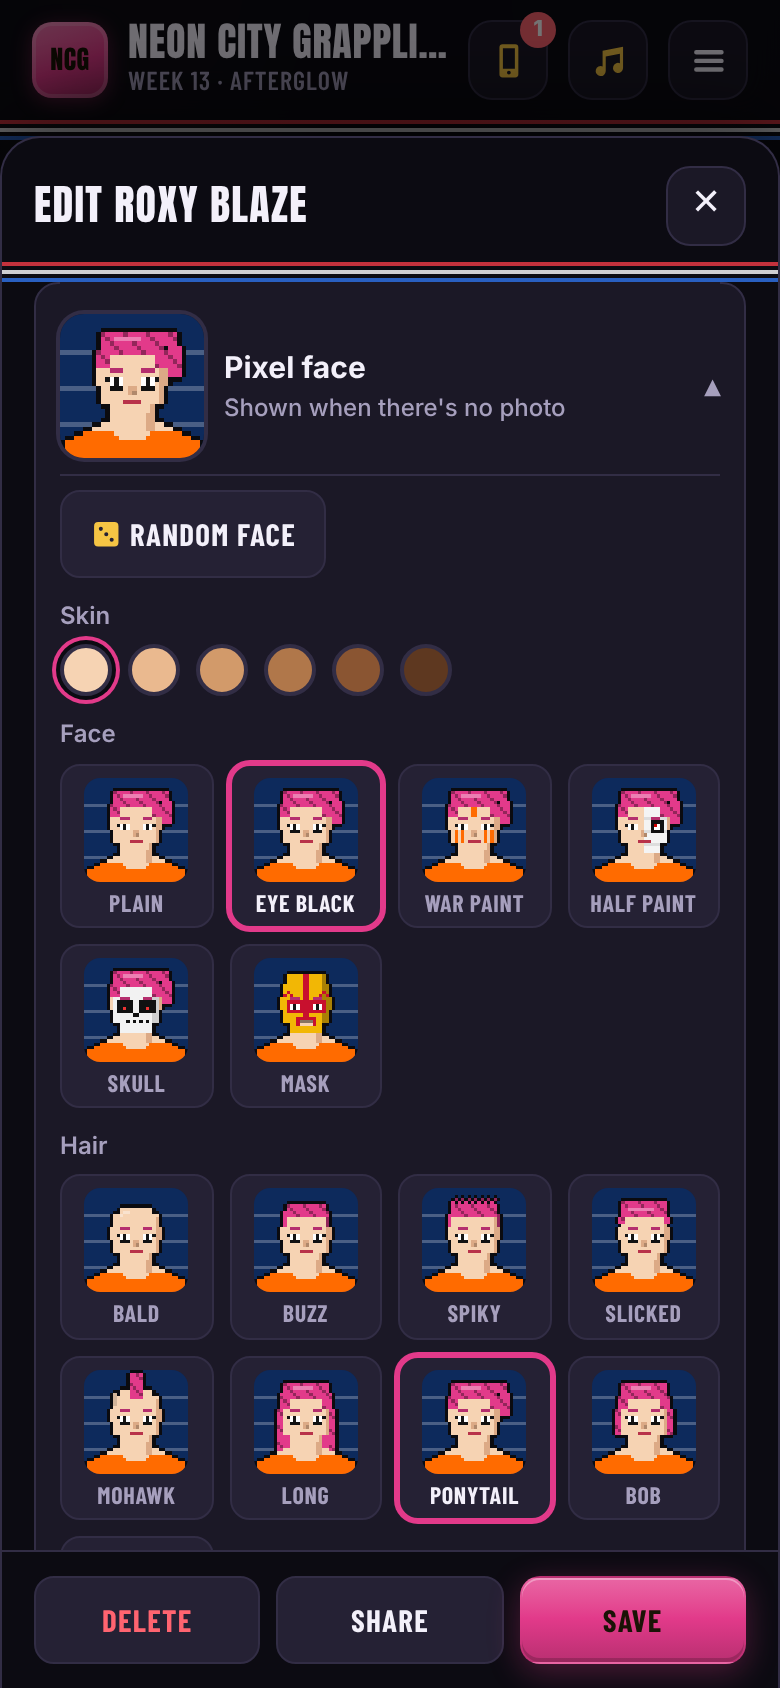 NCG
NEON CITY GRAPPLI...
WEEK 13 · AFTERGLOW
1
EDIT ROXY BLAZE
Pixel face
Shown when there's no photo
RANDOM FACE
Skin
Face
PLAIN
EYE BLACK
WAR PAINT
HALF PAINT
SKULL
MASK
Hair
BALD
BUZZ
SPIKY
SLICKED
MOHAWK
LONG
PONYTAIL
BOB
DELETE
SHARE
SAVE